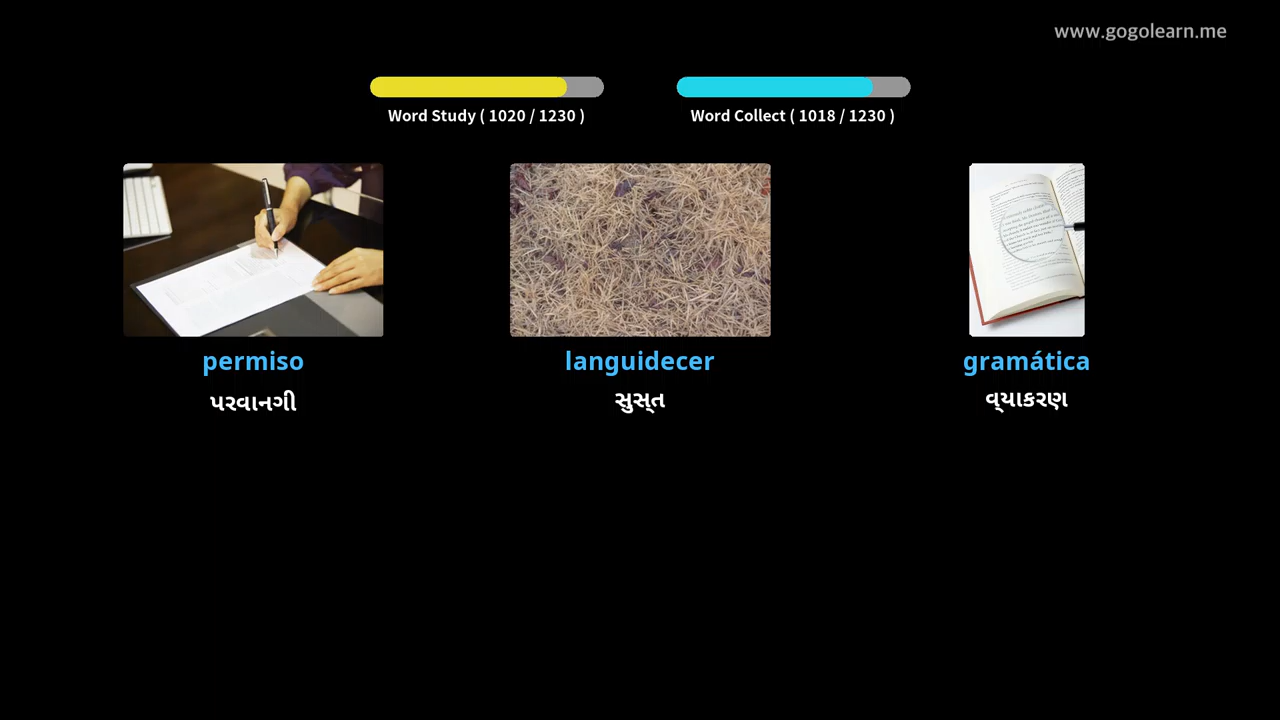 www.gogolearn.me
Word Study ( 1020 / 1230 )
Word Collect ( 1018 / 1230 )
permiso
languidecer
gramática
પરવાનગી
સુસ્ત
વ્યાકરણ